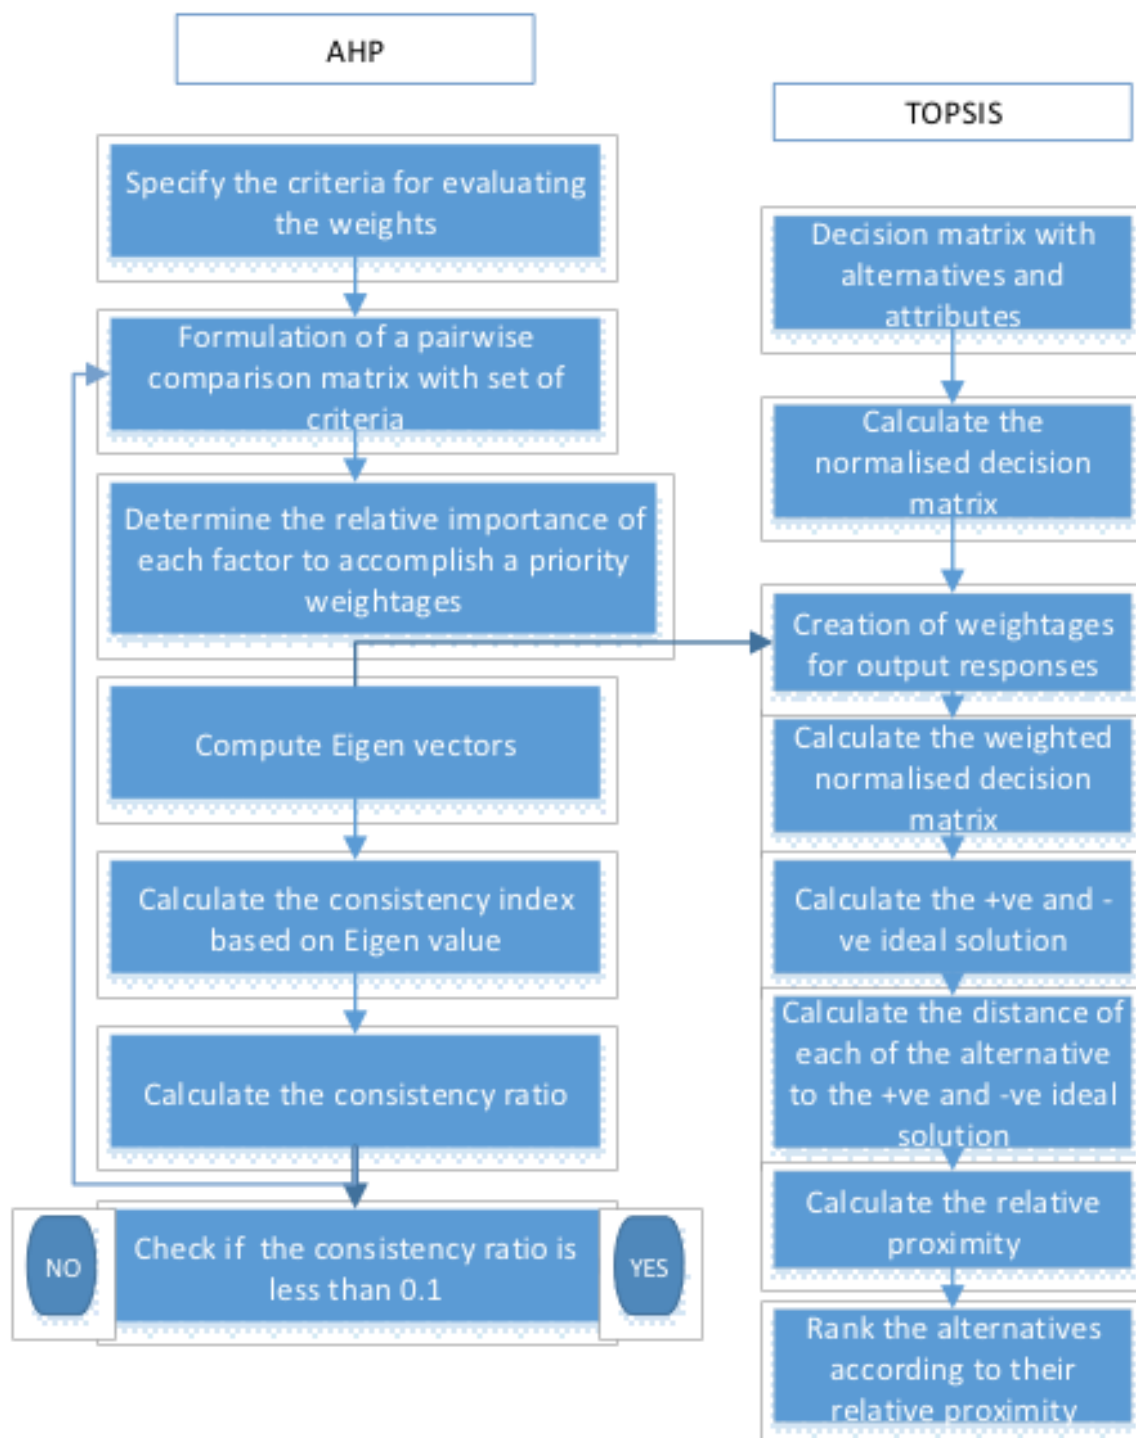 AHP
Specify the criteria for evaluating
the weights
Formulation of a pairwise
comparison matrix with set of
criteria
Determine the relative importance of
each factor to accomplish a priority
weightages
Compute Eigen vectors
Calculate the consistency index
based on Eigen value
Calculate the consistency ratio
NO
Check if the consistency ratio is
less than 0.1
YES
TOPSIS
Decision matrix with
alternatives and
attributes
Calculate the
normalised decision
matrix
Creation of weightages
for output responses
Calculate the weighted
normalised decision
matrix
Calculate the +ve and -
ve ideal solution
Calculate the distance of
each of the alternative
to the +ve and -ve ideal
solution
Calculate the relative
proximity
Rank the alternatives
according to their
relative proximity